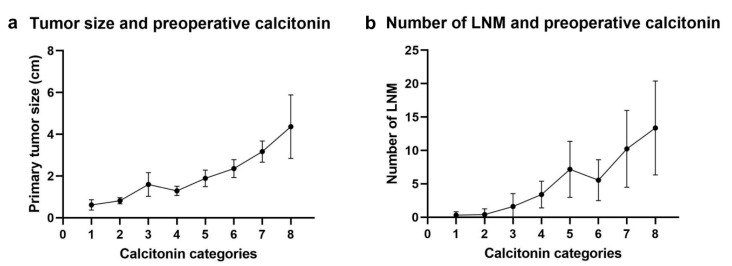 a Tumor size and preoperative calcitonin
Primary tumor size (cm)
8
6
4
2
0
0 1 2 3 4 5 6 7 8
Calcitonin categories
b Number of LNM and preoperative calcitonin
Number of LNM
25
20
15
10
5
0
0 1 2 3 4 5 6 7 8
Calcitonin categories